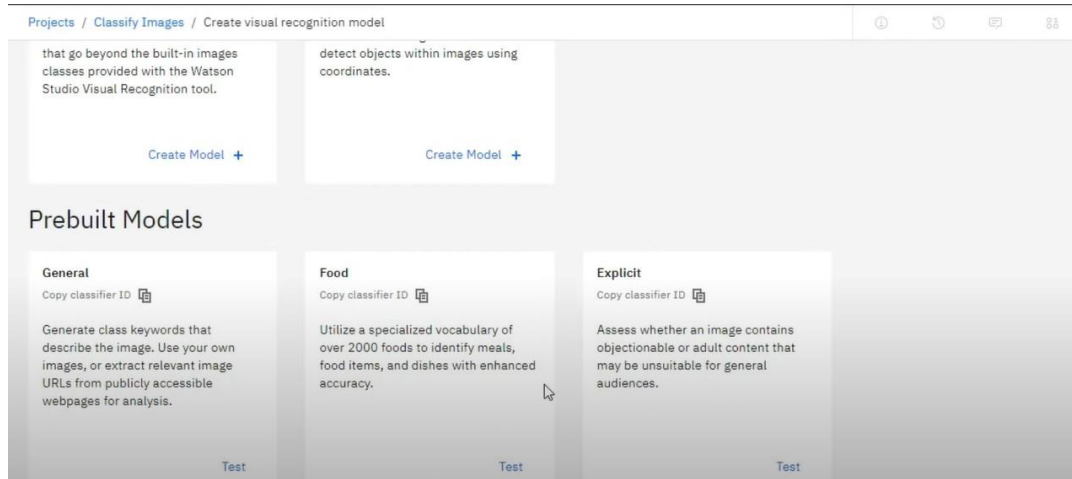 Projects / Classify Images / Create visual recognition model
that go beyond the built-in images
classes provided with the Watson
Studio Visual Recognition tool.
Create Model +
detect objects within images using
coordinates.
Create Model +
Prebuilt Models
General
Copy classifier ID
Generate class keywords that
describe the image. Use your own
images, or extract relevant image
URLs from publicly accessible
webpages for analysis.
Test
Food
Copy classifier ID
Utilize a specialized vocabulary of
over 2000 foods to identify meals,
food items, and dishes with enhanced
accuracy.
Test
Explicit
Copy classifier ID
Assess whether an image contains
objectionable or adult content that
may be unsuitable for general
audiences.
Test